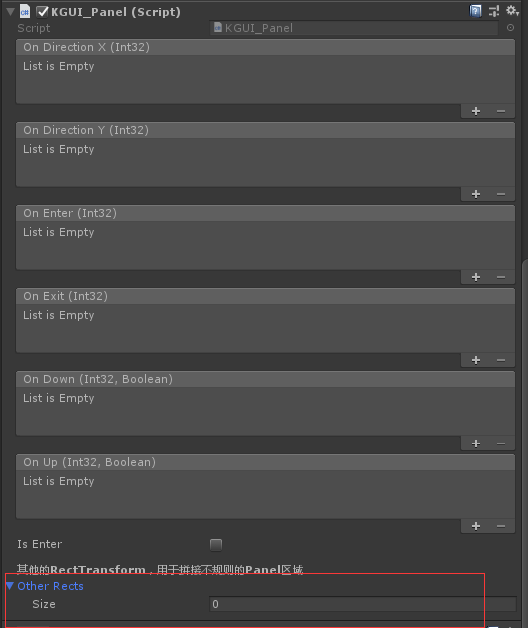 KGUI_Panel (Script)
Script KGUI_Panel
On Direction X (Int32)
List is Empty
On Direction Y (Int32)
List is Empty
On Enter (Int32)
List is Empty
On Exit (Int32)
List is Empty
On Down (Int32, Boolean)
List is Empty
On Up (Int32, Boolean)
List is Empty
Is Enter
其他的RectTransform，用于拼接不规则的Panel区域
Other Rects
Size 0